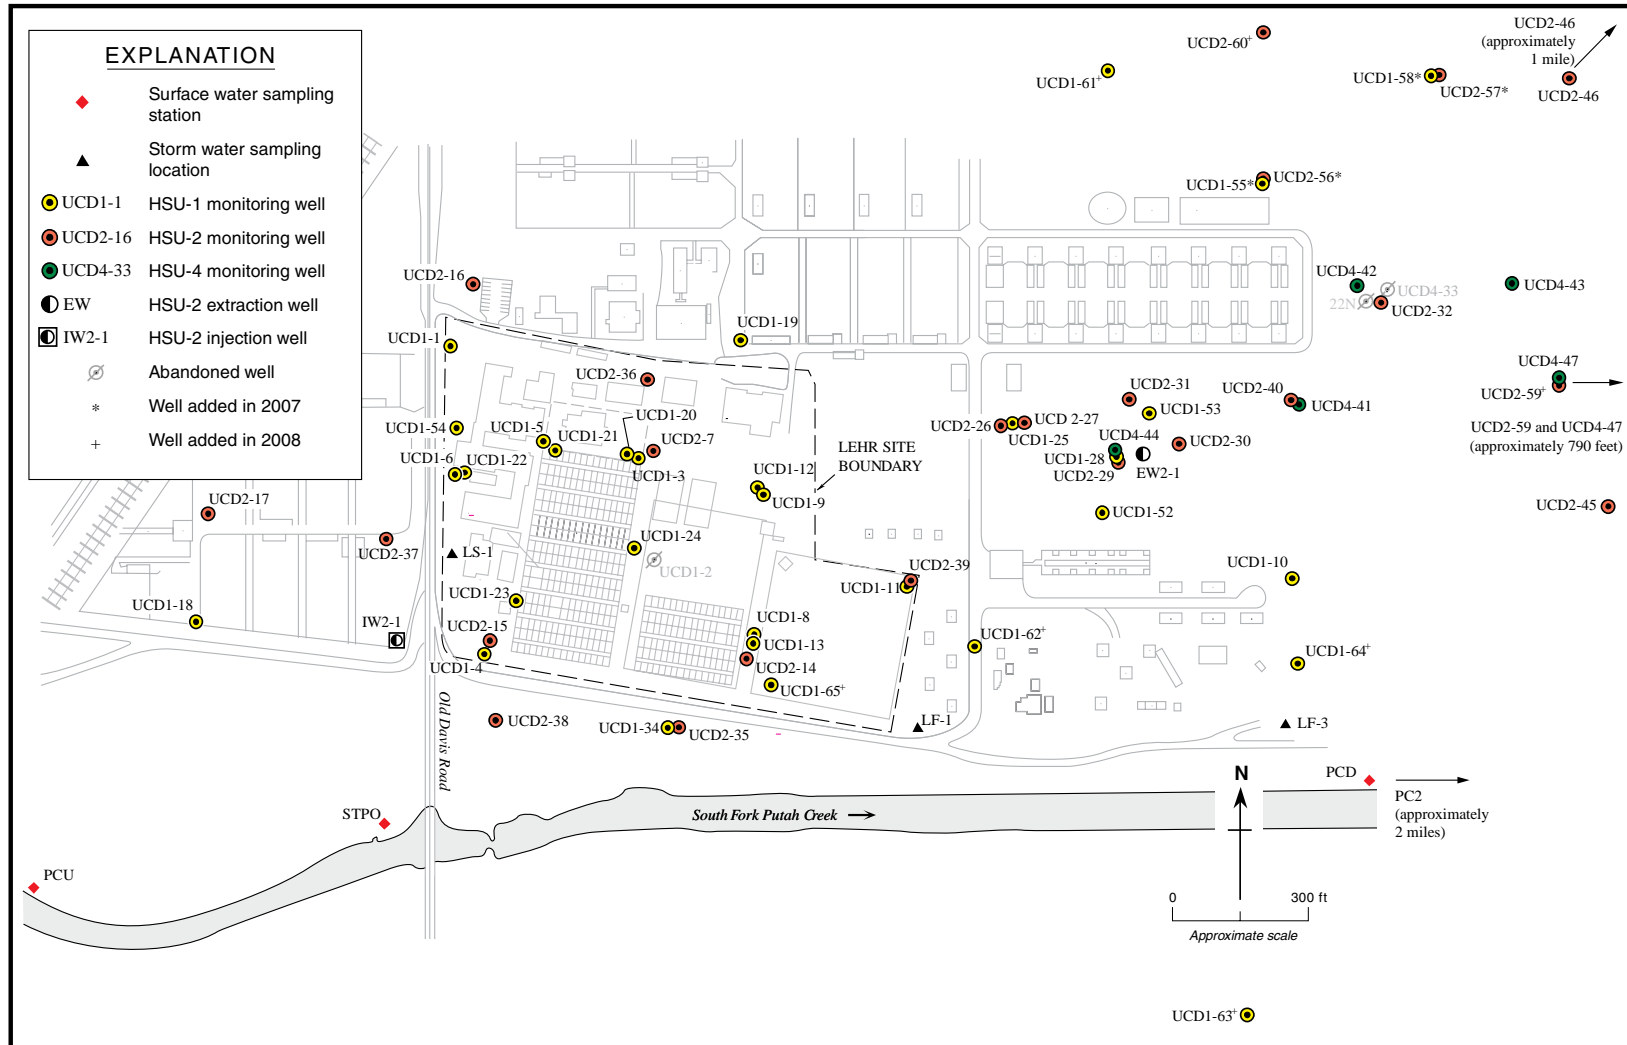 EXPLANATION
Surface water sampling
station
Storm water sampling
location
UCD1-1 HSU-1 monitoring well
UCD2-16 HSU-2 monitoring well
UCD4-33 HSU-4 monitoring well
EW HSU-2 extraction well
IW2-1 HSU-2 injection well
Abandoned well
* Well added in 2007
+ Well added in 2008
UCD2-60+
UCD1-61+
UCD1-58*
UCD2-57*
UCD2-46
(approximately
1 mile)
UCD2-46
UCD2-56*
UCD1-55*
UCD2-16
UCD4-42
UCD4-33
22N
UCD2-32
UCD4-43
UCD1-1
UCD1-19
UCD2-36
UCD4-47
UCD2-59+
UCD2-59 and UCD4-47
(approximately 790 feet)
UCD2-31
UCD2-40
UCD1-53
UCD4-41
UCD1-20
UCD1-54
UCD1-5
UCD1-21
UCD2-7
UCD2-26
UCD 2-27
UCD1-25
UCD4-44
UCD2-30
LEHR SITE
BOUNDARY
UCD1-6
UCD1-22
UCD1-3
UCD1-12
UCD1-9
UCD1-28
UCD2-29
EW2-1
UCD2-17
UCD1-52
UCD2-45
UCD2-37
LS-1
UCD1-24
UCD1-2
UCD2-39
UCD1-11
UCD1-10
UCD1-23
UCD1-18
IW2-1
UCD2-15
UCD1-4
UCD1-8
UCD1-13
UCD2-14
UCD1-65+
UCD1-62+
UCD1-64+
Old Davis Road
UCD2-38
UCD1-34
UCD2-35
LF-1
LF-3
N
PCD
PC2
(approximately
2 miles)
STPO
South Fork Putah Creek
PCU
0 300 ft
Approximate scale
UCD1-63+